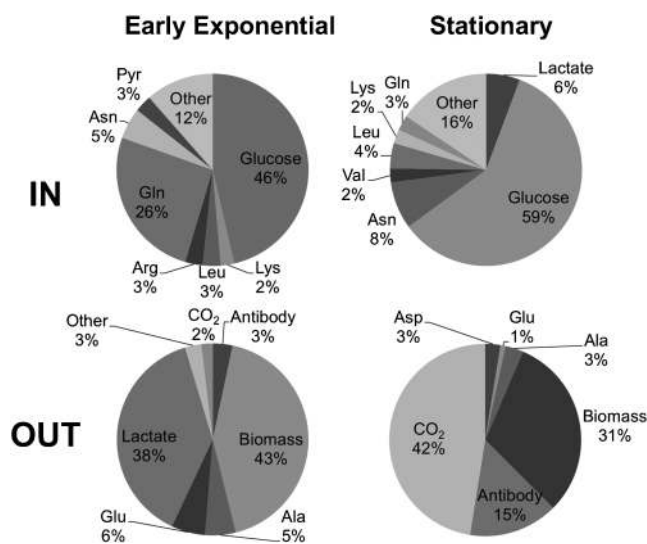 Early Exponential
Stationary
IN
Pyr
3%
Other
12%
Asn
5%
Glucose
46%
Gln
26%
Arg
3%
Leu
3%
Lys
2%
Lactate
6%
Gln
3%
Lys
2%
Other
16%
Leu
4%
Val
2%
Glucose
59%
Asn
8%
OUT
CO₂
2%
Antibody
3%
Other
3%
Lactate
38%
Biomass
43%
Glu
6%
Ala
5%
Asp
3%
Glu
1%
Ala
3%
Biomass
31%
CO₂
42%
Antibody
15%